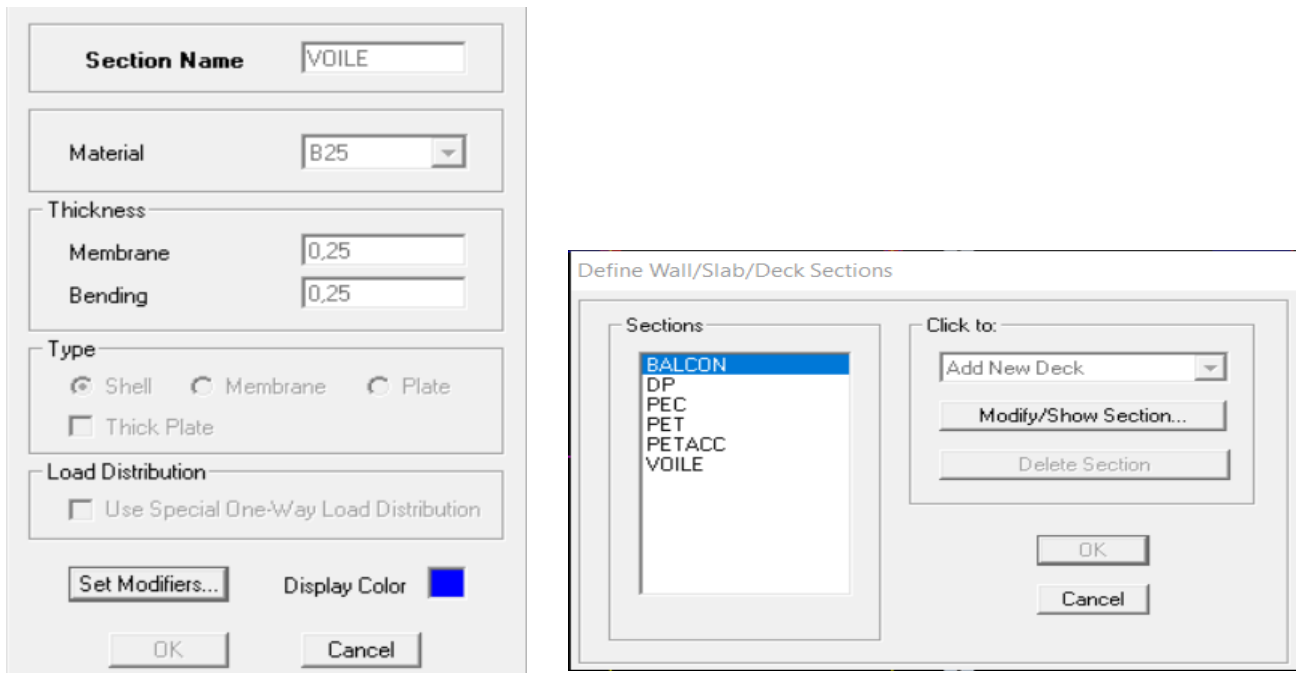 Section Name VOILE
Material B25
Thickness
Membrane 0,25
Bending 0,25
Type
Shell Membrane Plate
Thick Plate
Load Distribution
Use Special One-Way Load Distribution
Set Modifiers... Display Color
OK Cancel
Define Wall/Slab/Deck Sections
Sections
BALCON
DP
PEC
PET
PETACC
VOILE
Click to:
Add New Deck
Modify/Show Section...
Delete Section
OK
Cancel